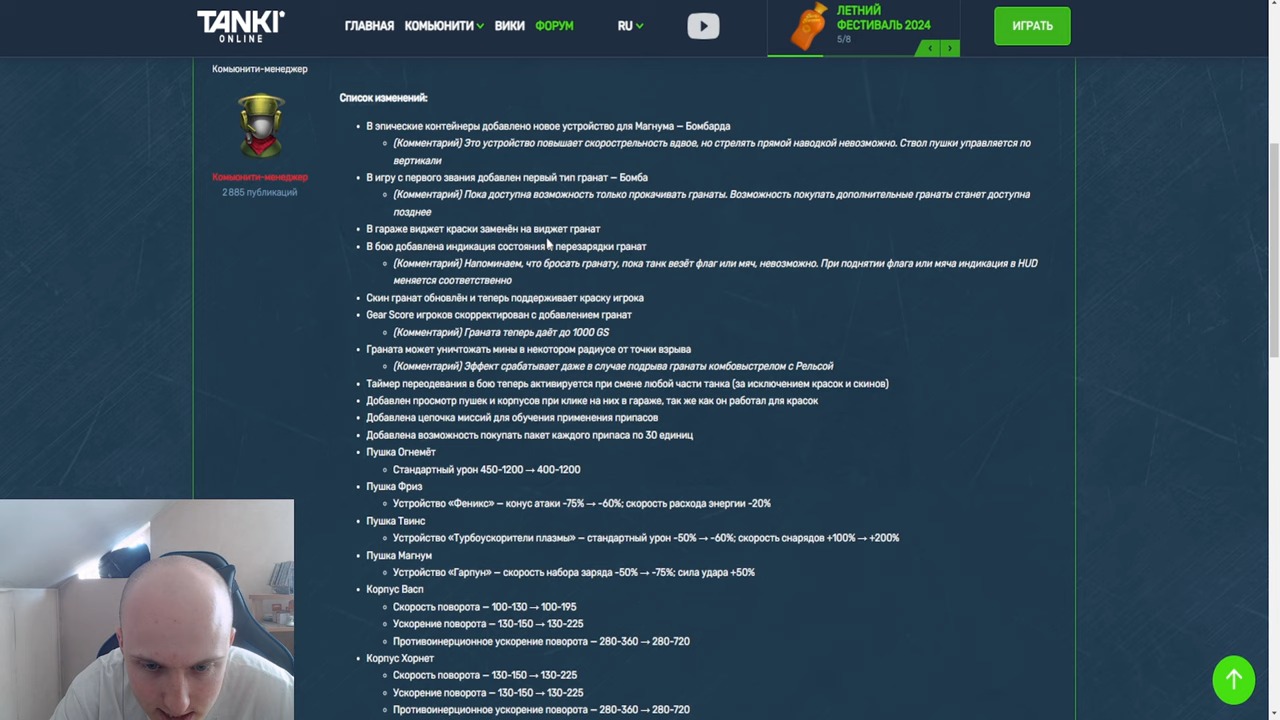 TANKI
ONLINE
ГЛАВНАЯ
КОМЬЮНИТИ
ВИКИ
ФОРУМ
RU
ЛЕТНИЙ
ФЕСТИВАЛЬ 2024
5/8
ИГРАТЬ
Комьюнити-менеджер
Комьюнити-менеджер
2 885 публикаций
Список изменений:
В эпические контейнеры добавлено новое устройство для Магнума — Бомбарда
(Комментарий) Это устройство повышает скорострельность вдвое, но стрелять прямой наводкой невозможно. Ствол пушки управляется по
вертикали
В игру с первого звания добавлен первый тип гранат — Бомба
(Комментарий) Пока доступна возможность только прокачивать гранаты. Возможность покупать дополнительные гранаты станет доступна
позднее
В гараже виджет краски заменён на виджет гранат
В бою добавлена индикация состояния и перезарядки гранат
(Комментарий) Напоминаем, что бросать гранату, пока танк везёт флаг или мяч, невозможно. При поднятии флага или мяча индикация в HUD
меняется соответственно
Скин гранат обновлён и теперь поддерживает краску игрока
Gear Score игроков скорректирован с добавлением гранат
(Комментарий) Граната теперь даёт до 1000 GS
Граната может уничтожать мины в некотором радиусе от точки взрыва
(Комментарий) Эффект срабатывает даже в случае подрыва гранаты комбовыстрелом с Рельсой
Таймер переодевания в бою теперь активируется при смене любой части танка (за исключением красок и скинов)
Добавлен просмотр пушек и корпусов при клике на них в гараже, так же как он работал для красок
Добавлена цепочка миссий для обучения применения припасов
Добавлена возможность покупать пакет каждого припаса по 30 единиц
Пушка Огнемёт
Стандартный урон 450-1200 → 400-1200
Пушка Фриз
Устройство «Феникс» — конус атаки -75% → -60%; скорость расхода энергии -20%
Пушка Твинс
Устройство «Турбоускорители плазмы» — стандартный урон -50% → -60%; скорость снарядов +100% → +200%
Пушка Магнум
Устройство «Гарпун» — скорость набора заряда -50% → -75%; сила удара +50%
Корпус Васп
Скорость поворота — 100-130 → 100-195
Ускорение поворота — 130-150 → 130-225
Противоинерционное ускорение поворота — 280-360 → 280-720
Корпус Хорнет
Скорость поворота — 130-150 → 130-225
Ускорение поворота — 130-150 → 130-225
Противоинерционное ускорение поворота — 280-360 → 280-720